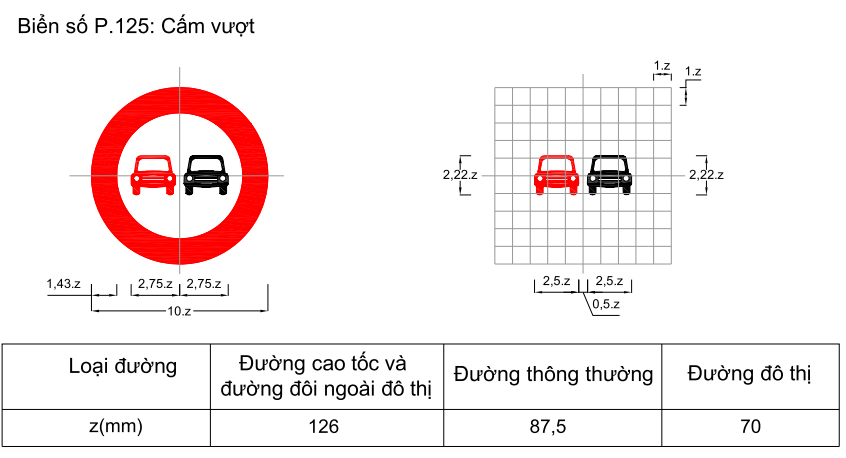 Biển số P.125: Cấm vượt
1.z
1.z
2,22.z
2,22.z
1,43.z
2,75.z
2,75.z
10.z
2,5.z
2,5.z
0,5.z
Loại đường
Đường cao tốc và
đường đôi ngoài đô thị
Đường thông thường
Đường đô thị
z(mm)
126
87,5
70